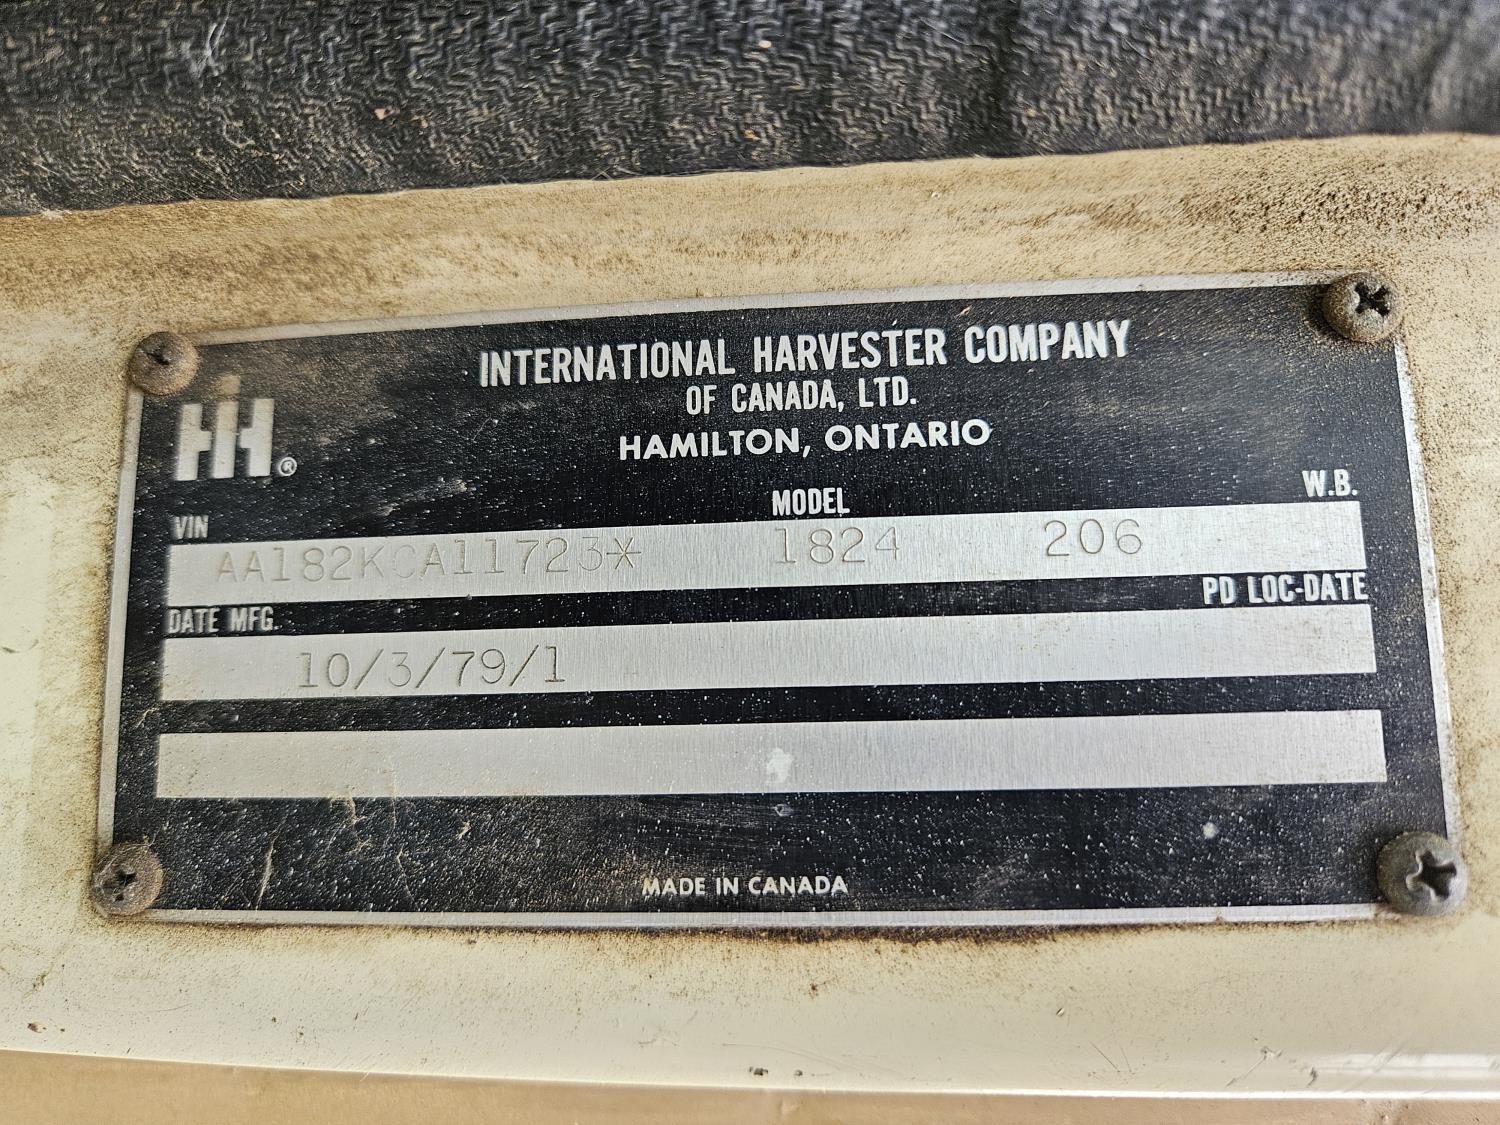 INTERNATIONAL HARVESTER COMPANY
OF CANADA, LTD.
HAMILTON, ONTARIO
IH®
VIN MODEL W.B.
AA182KCA11723* 1824 206
DATE MFG. PD LOC-DATE
10/3/79/1
MADE IN CANADA